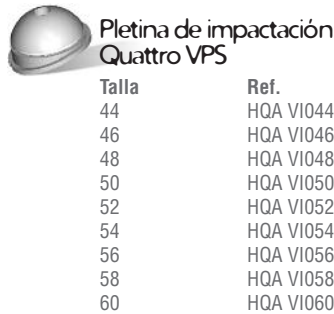 Pletina de impactación
Quattro VPS
Talla Ref.
44 HQA VI044
46 HQA VI046
48 HQA VI048
50 HQA VI050
52 HQA VI052
54 HQA VI054
56 HQA VI056
58 HQA VI058
60 HQA VI060